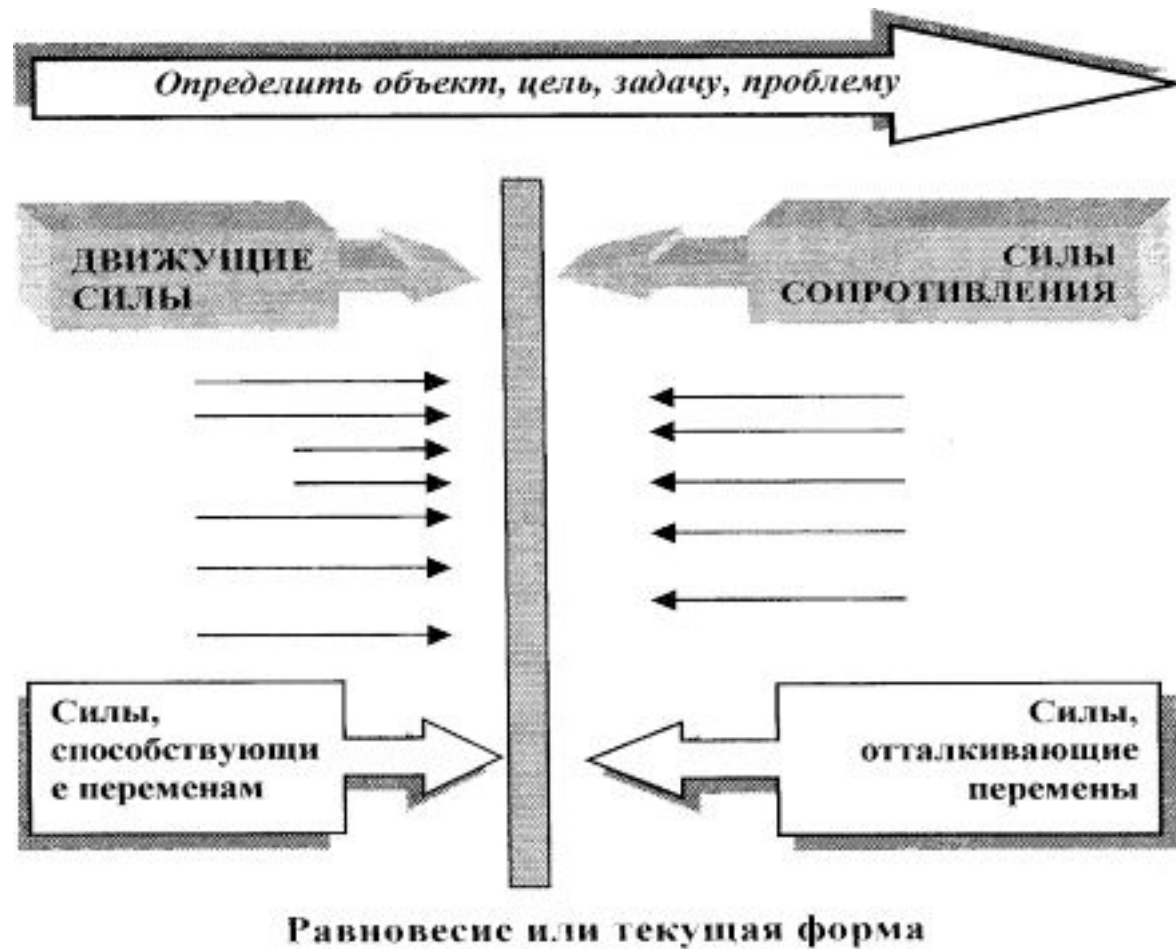 Определить объект, цель, задачу, проблему
ДВИЖУЩИЕ
СИЛЫ
СИЛЫ
СОПРОТИВЛЕНИЯ
Силы,
способствующи
е переменам
Силы,
отталкивающие
перемены
Равновесие или текущая форма